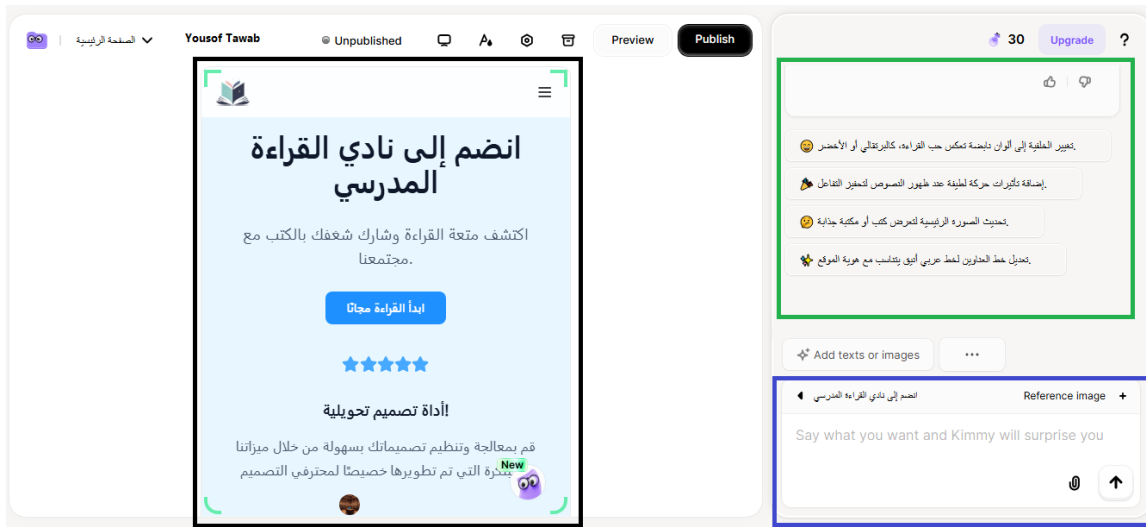 الصفحة الرئيسية
Yousof Tawab
Unpublished
Preview
Publish
30
Upgrade
?
انضم إلى نادي القراءة
المدرسي
اكتشف متعة القراءة وشارك شغفك بالكتب مع
مجتمعنا.
ابدأ القراءة مجانًا
أداة تصميم تحويلية!
قم بمعالجة وتنظيم تصميماتك بسهولة من خلال ميزاتنا
التي تم تطويرها خصيصًا لمحترفي التصميم
New
تغيير الخلفية إلى ألوان نابضة تعكس حب القراءة، كالبرتقالي أو الأخضر.
إضافة تأثيرات حركة لطيفة عند ظهور النصوص لتحفيز التفاعل.
تحديث الصورة الرئيسية لتعرض كتب أو مكتبة جذابة.
تعديل خط العناوين لخط عربي أنيق يتناسب مع هوية الموقع.
Add texts or images
...
انضم إلى نادي القراءة المدرسي
Reference image +
Say what you want and Kimmy will surprise you